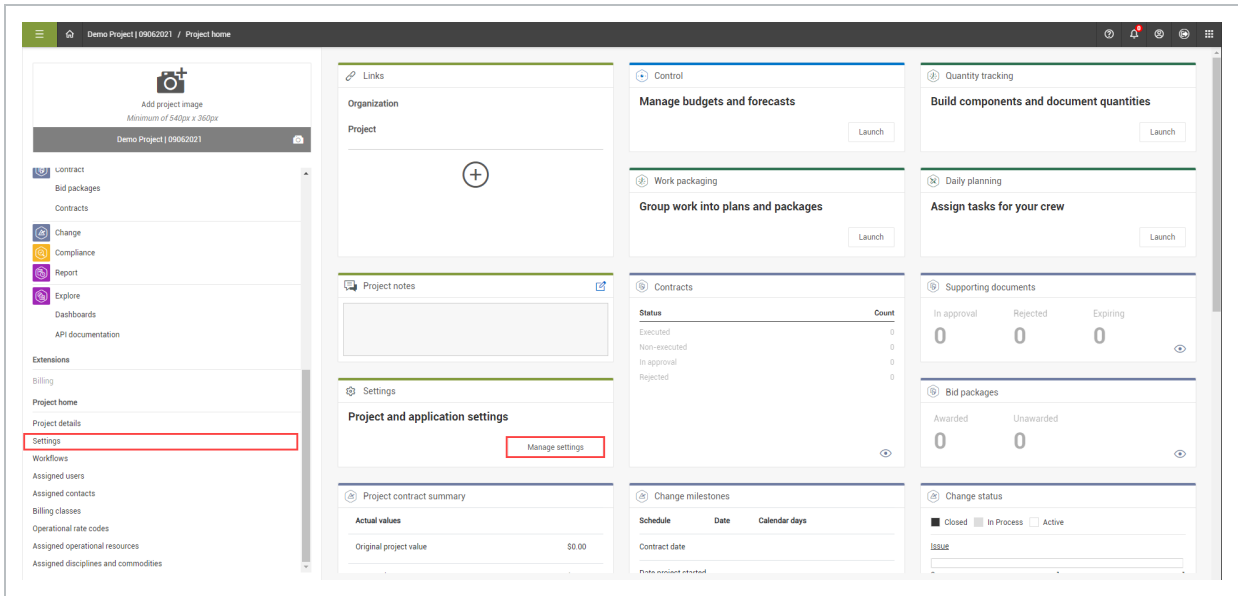 Demo Project | 09062021 / Project home
Add project image
Minimum of 540px x 360px
Demo Project | 09062021
Contract
Bid packages
Contracts
Change
Compliance
Report
Explore
Dashboards
API documentation
Extensions
Billing
Project home
Project details
Settings
Workflows
Assigned users
Assigned contacts
Billing classes
Operational rate codes
Assigned operational resources
Assigned disciplines and commodities
Links
Organization
Project
Control
Manage budgets and forecasts
Launch
Quantity tracking
Build components and document quantities
Launch
Work packaging
Group work into plans and packages
Launch
Daily planning
Assign tasks for your crew
Launch
Project notes
Contracts
Status Count
Executed 0
Non-executed 0
In approval 0
Rejected 0
Supporting documents
In approval Rejected Expiring
0 0 0
Settings
Project and application settings
Manage settings
Bid packages
Awarded Unawarded
0 0
Project contract summary
Actual values
Original project value $0.00
Change milestones
Schedule Date Calendar days
Contract date
Date project started
Change status
Closed In Process Active
Issue